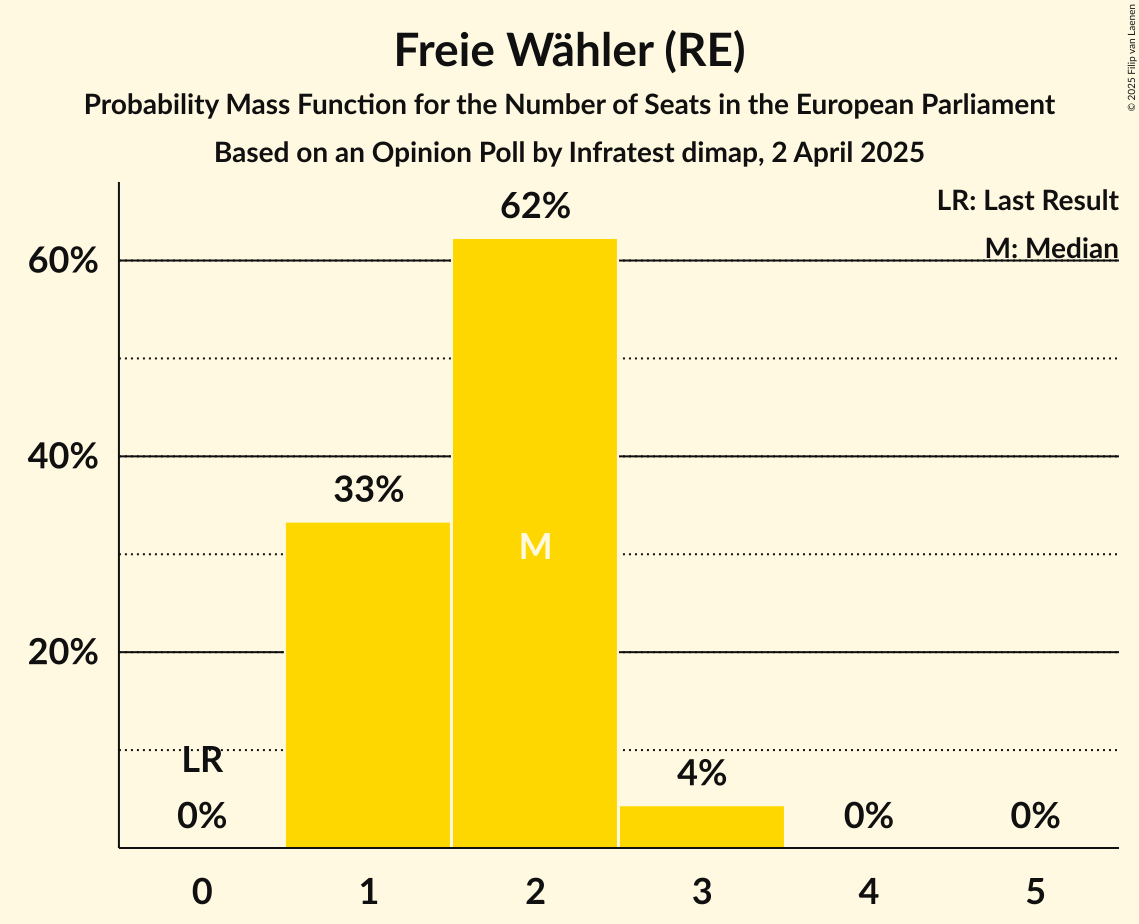 Freie Wähler (RE)
Probability Mass Function for the Number of Seats in the European Parliament
Based on an Opinion Poll by Infratest dimap, 2 April 2025
© 2025 Filip van Laenen
LR: Last Result
M: Median
62%
60%
40%
33%
M
20%
LR
4%
0%
0%
0%
0
1
2
3
4
5